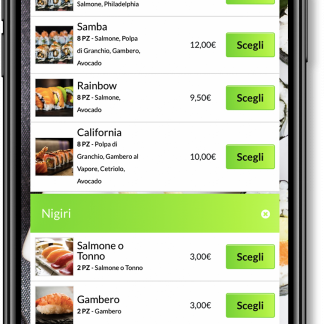 Salmone, Philadelphia
Samba
8 PZ - Salmone, Polpa
di Granchio, Gambero,
Avocado
12,00€
Scegli
Rainbow
8 PZ - Salmone,
Avocado
9,50€
Scegli
California
8 PZ - Polpa di
Granchio, Gambero al
Vapore, Cetriolo,
Avocado
10,00€
Scegli
Nigiri
Salmone o
Tonno
2 PZ - Salmone o Tonno
3,00€
Scegli
Gambero
2 PZ - Gambero
3,00€
Scegli